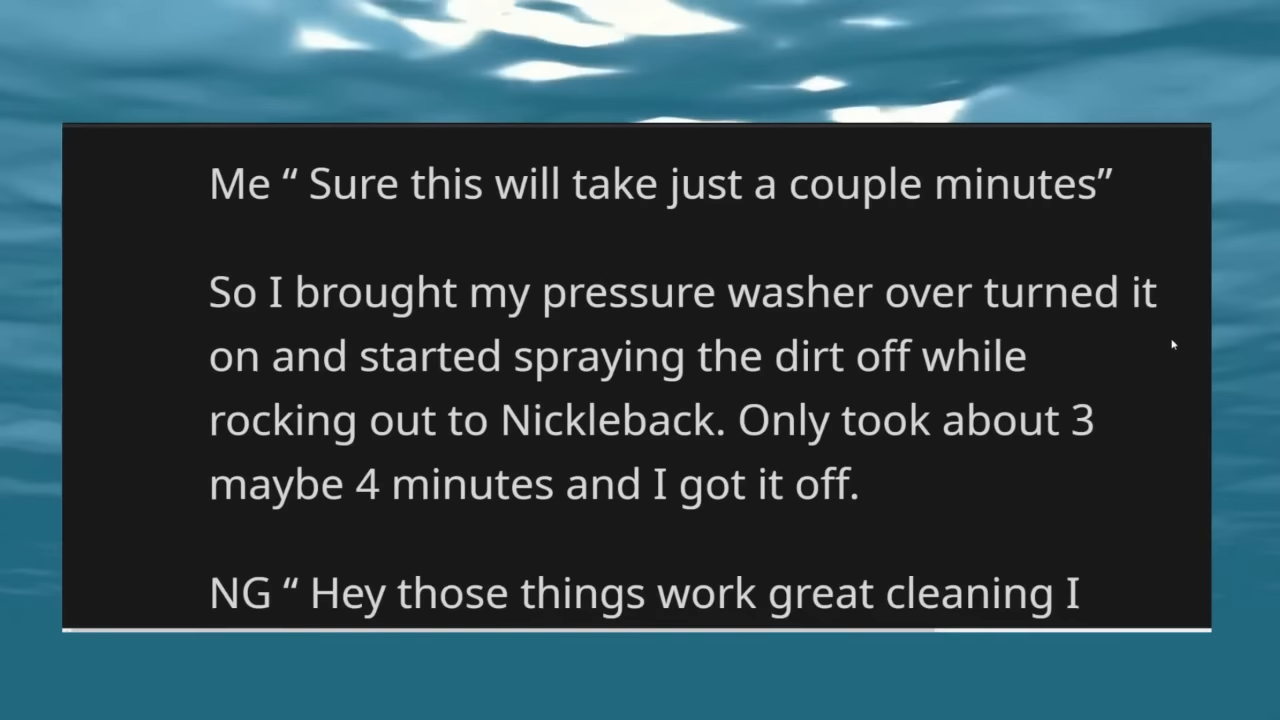 Me “ Sure this will take just a couple minutes”
So I brought my pressure washer over turned it
on and started spraying the dirt off while
rocking out to Nickleback. Only took about 3
maybe 4 minutes and I got it off.
NG “ Hey those things work great cleaning I